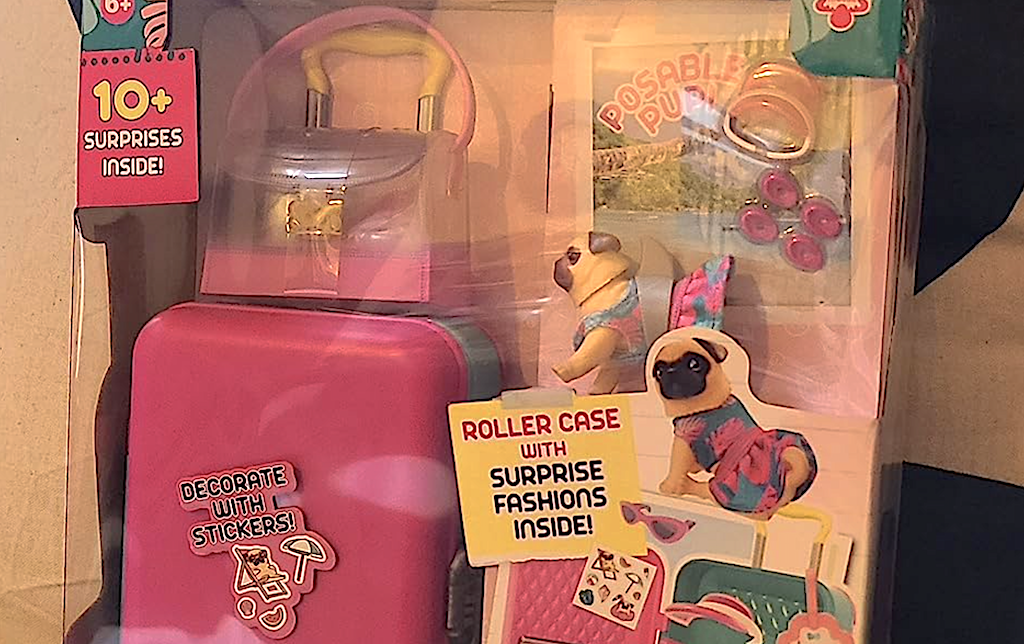 6+
10+
SURPRISES
INSIDE!
POSABLE
PUP!
ROLLER CASE
WITH
SURPRISE
FASHIONS
INSIDE!
DECORATE
WITH
STICKERS!